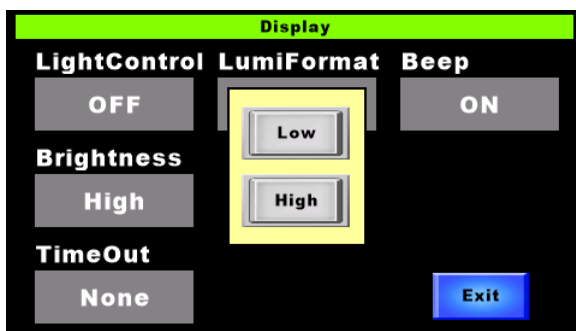 Display
LightControl LumiFormat Beep
OFF ON
Low
Brightness
High High
TimeOut
None Exit